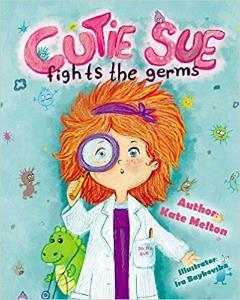 CUTIE SUE
fights the germs
Author:
Kate Melton
Illustrator:
Ira Baykovska